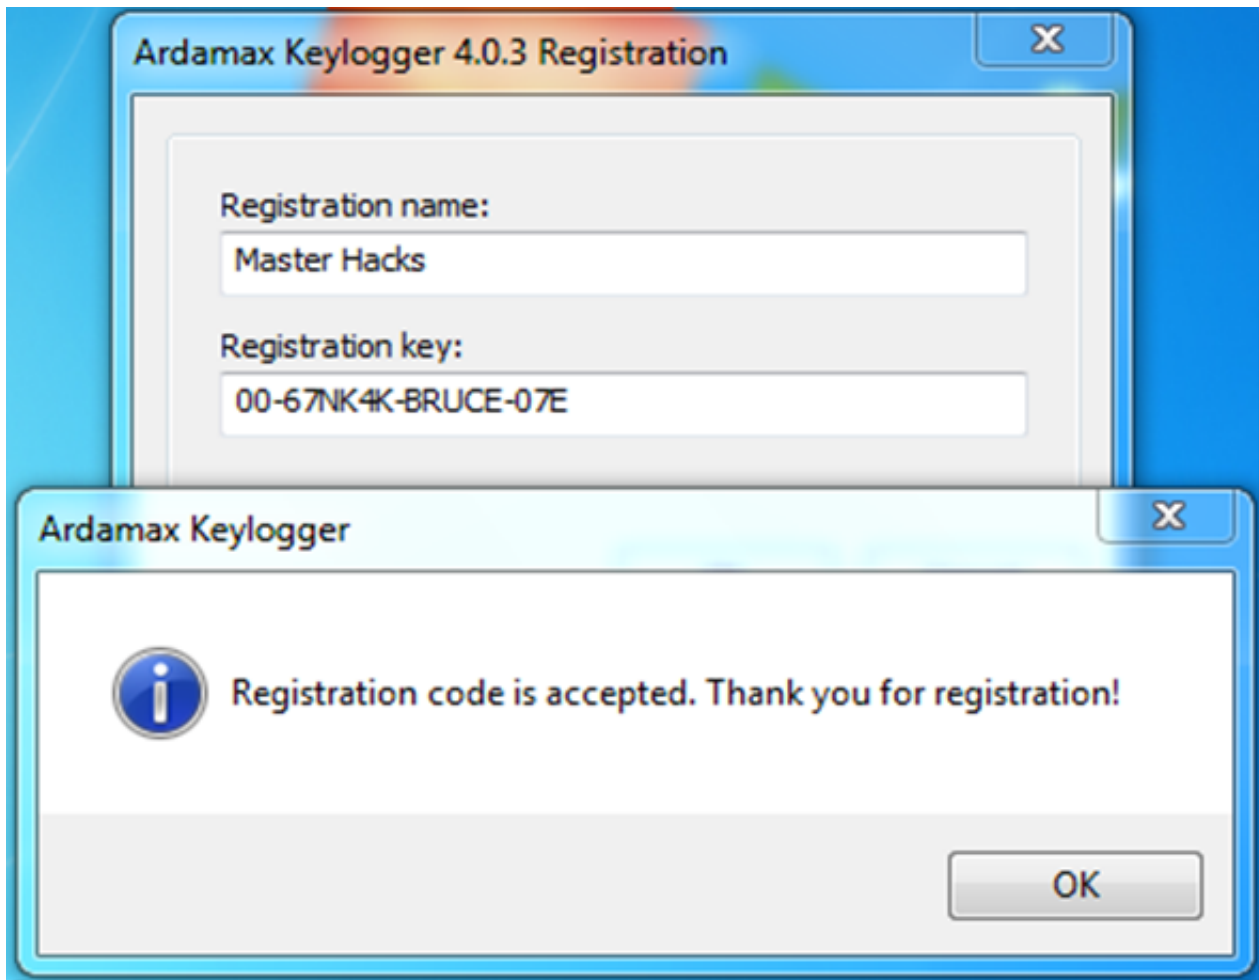 Ardamax Keylogger 4.0.3 Registration
Registration name:
Master Hacks
Registration key:
00-67NK4K-BRUCE-07E
Ardamax Keylogger
Registration code is accepted. Thank you for registration!
OK